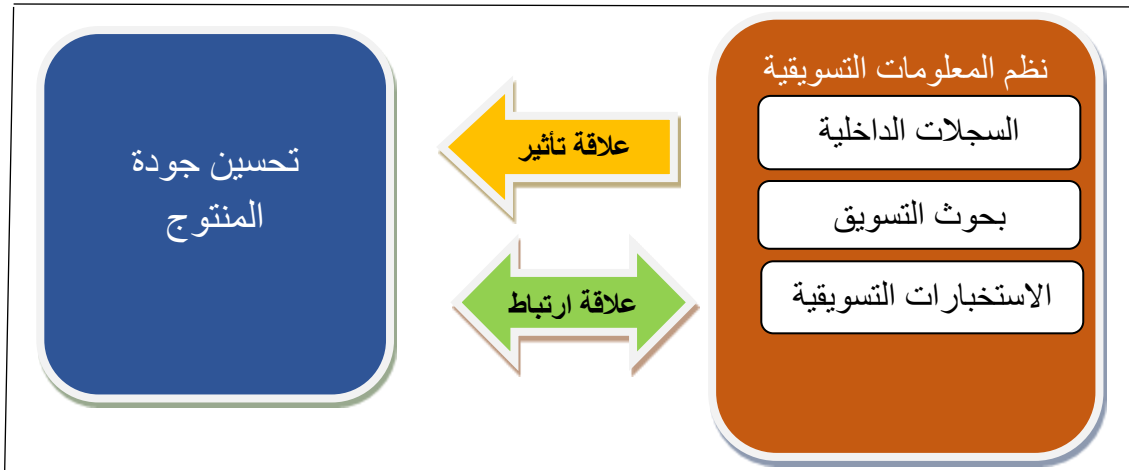 نظم المعلومات التسويقية
السجلات الداخلية
بحوث التسويق
الاستخبارات التسويقية
علاقة تأثير
علاقة ارتباط
تحسين جودة
المنتوج